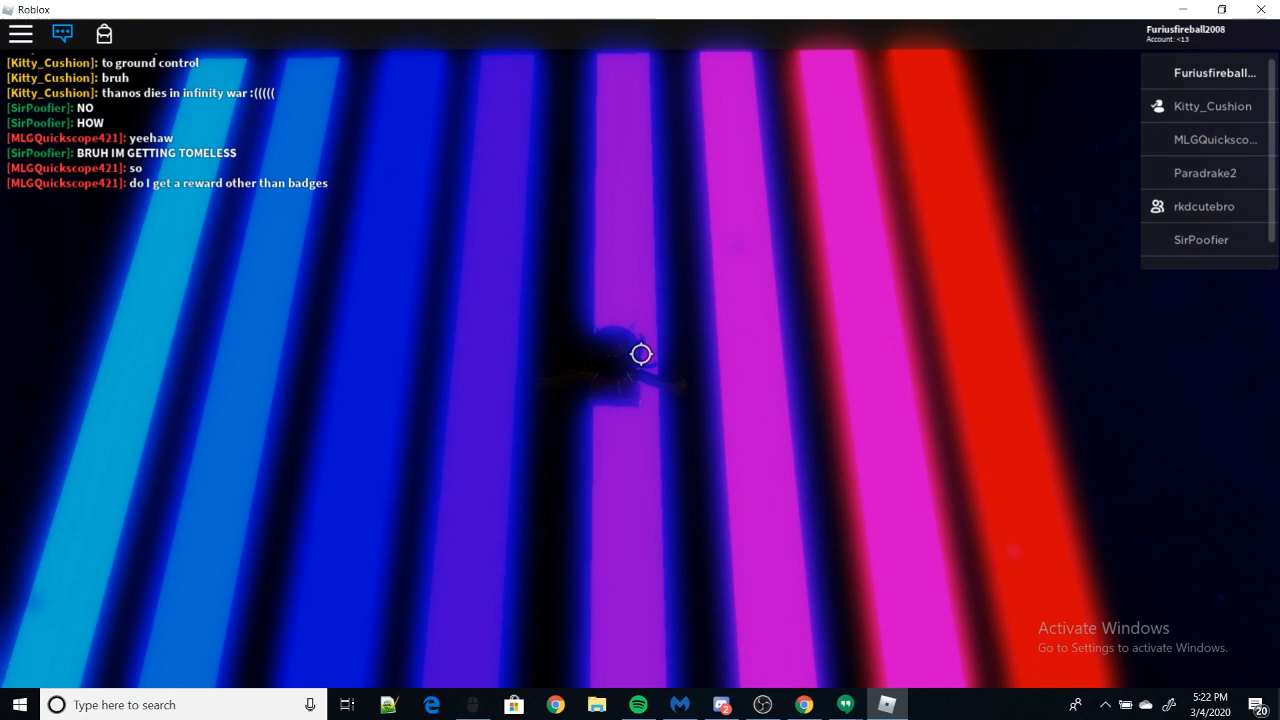 Roblox
Furiusfireball2008
Account: <13
[Kitty_Cushion]: to ground control
[Kitty_Cushion]: bruh
[Kitty_Cushion]: thanos dies in infinity war :(((((
[SirPoofier]: NO
[SirPoofier]: HOW
[MLGQuickscope421]: yeehaw
[SirPoofier]: BRUH IM GETTING TOMELESS
[MLGQuickscope421]: so
[MLGQuickscope421]: do I get a reward other than badges
Furiusfireball...
Kitty_Cushion
MLGQuicksco...
Paradrake2
rkdcutebro
SirPoofier
Activate Windows
Go to Settings to activate Windows.
Type here to search
2
5:22 PM
3/4/2020
20